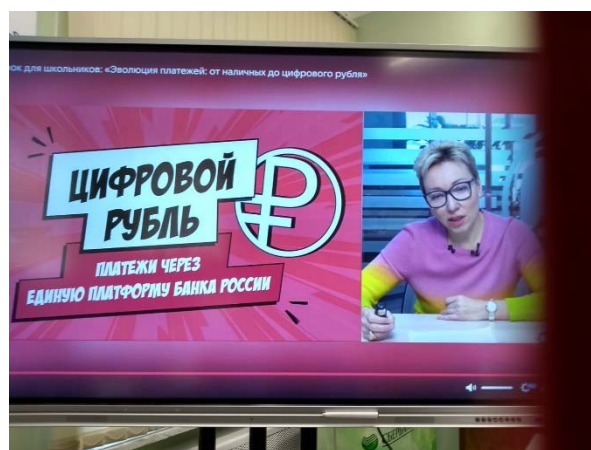 ок для школьников: «Эволюция платежей: от наличных до цифрового рубля»
ЦИФРОВОЙ
РУБЛЬ
ПЛАТЕЖИ ЧЕРЕЗ
ЕДИНУЮ ПЛАТФОРМУ БАНКА РОССИИ